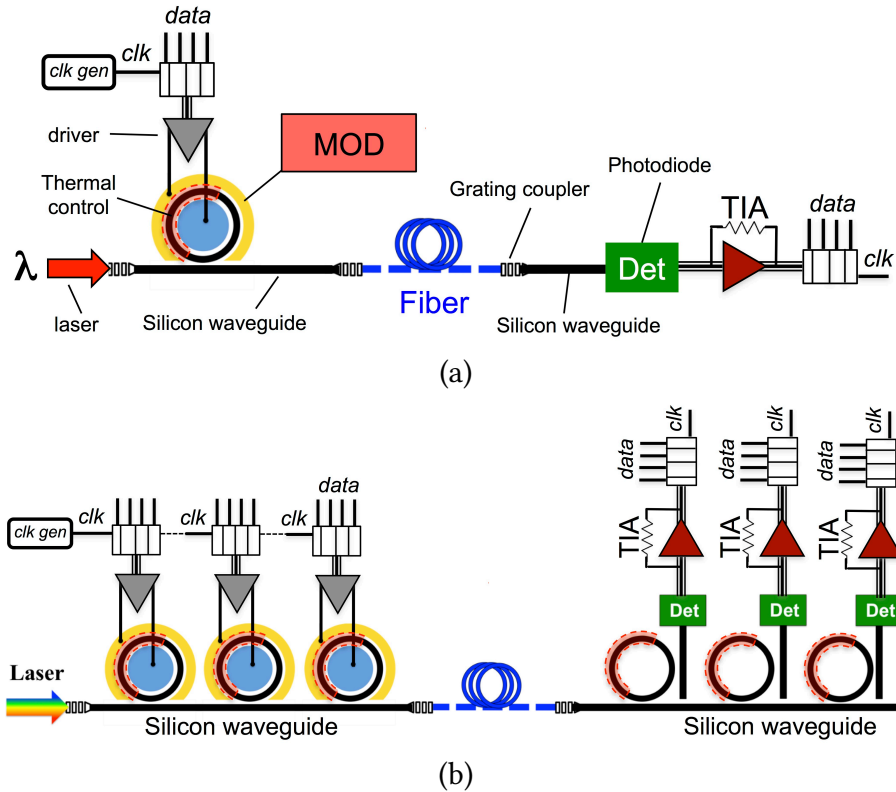 data
clk
clk gen
driver
MOD
Thermal
control
Grating coupler
Photodiode
TIA
data
λ
Det
clk
Fiber
laser
Silicon waveguide
Silicon waveguide
(a)
clk
clk
clk
data
data
data
data
clk
clk
clk
data
clk gen
TIA
TIA
TIA
Det
Det
Det
Laser
Silicon waveguide
Silicon waveguide
(b)